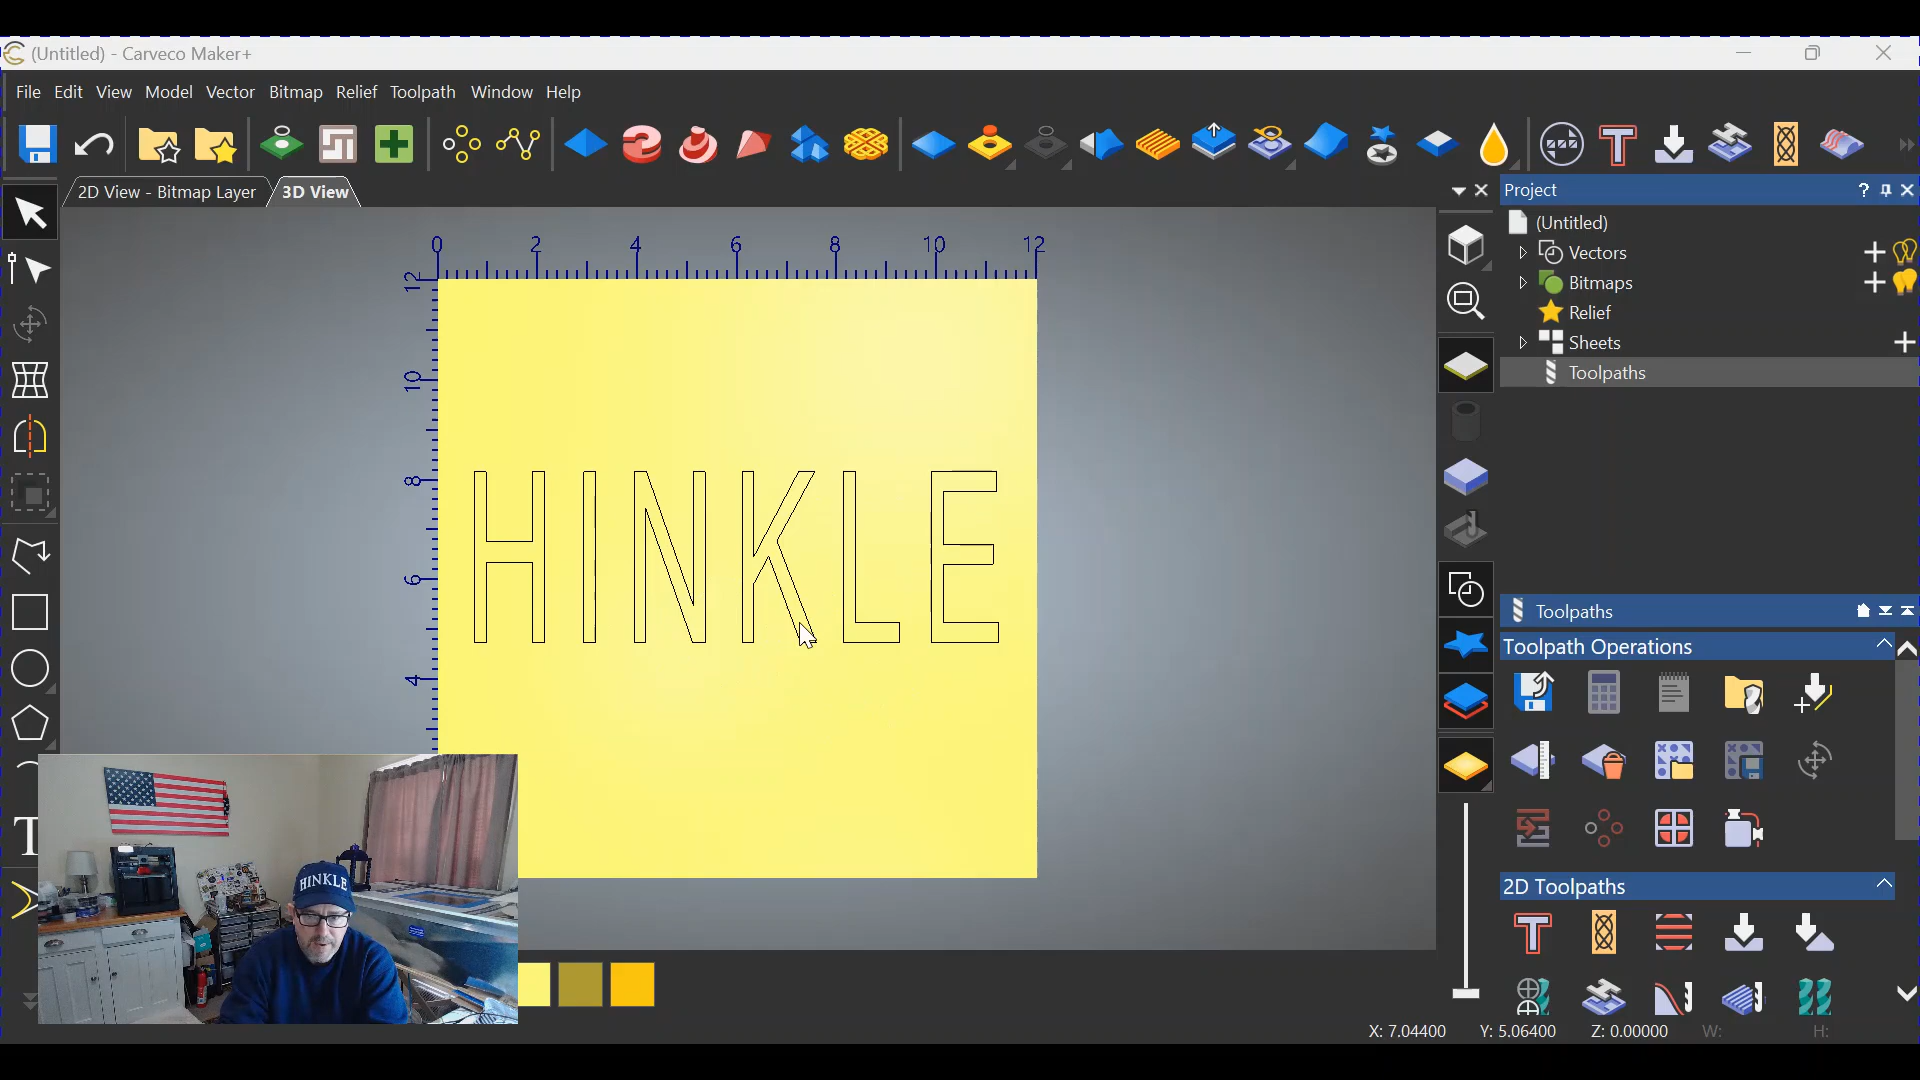 (Untitled) - Carveco Maker+
File Edit View Model Vector Bitmap Relief Toolpath Window Help
2D View - Bitmap Layer
3D View
Project
(Untitled)
Vectors
Bitmaps
Relief
Sheets
Toolpaths
0 2 4 6 8 10 12
12
10
8
6
4
HINKLE
Toolpaths
Toolpath Operations
2D Toolpaths
HINKLE
X: 7.04400 Y: 5.06400 Z: 0.00000 W: H: